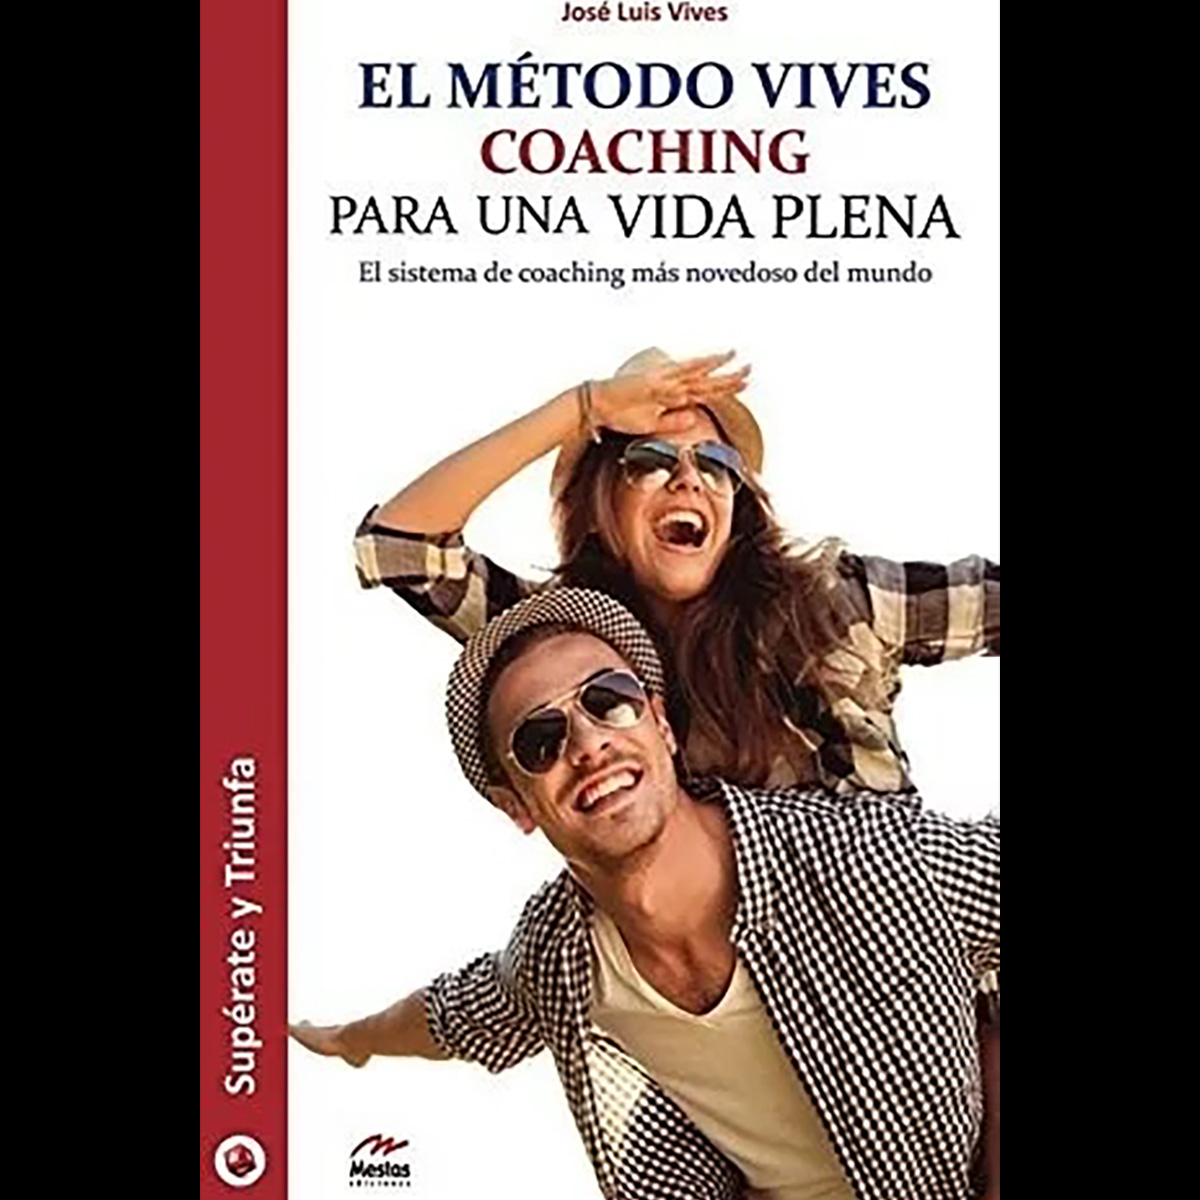 José Luis Vives
EL MÉTODO VIVES
COACHING
PARA UNA VIDA PLENA
El sistema de coaching más novedoso del mundo
Supérate y Triunfa
Mestas
ediciones